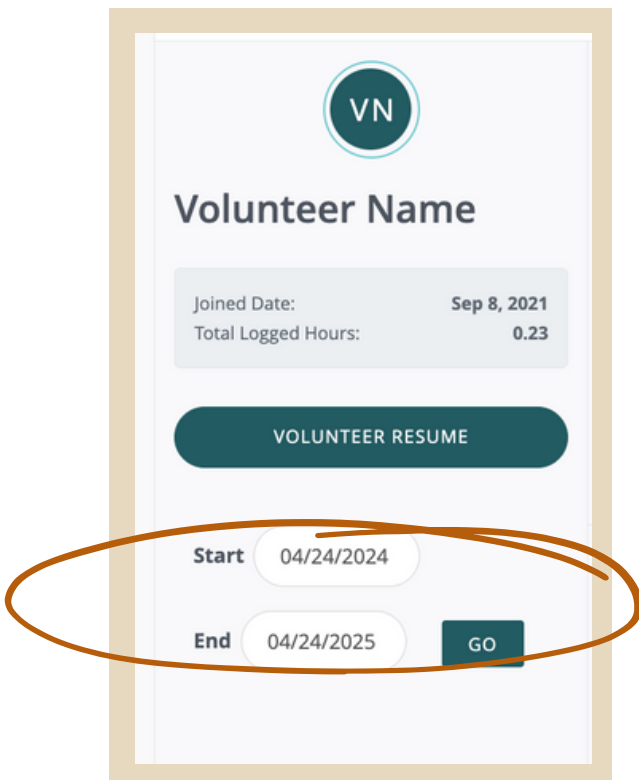 VN
Volunteer Name
Joined Date: Sep 8, 2021
Total Logged Hours: 0.23
VOLUNTEER RESUME
Start 04/24/2024
End 04/24/2025 GO